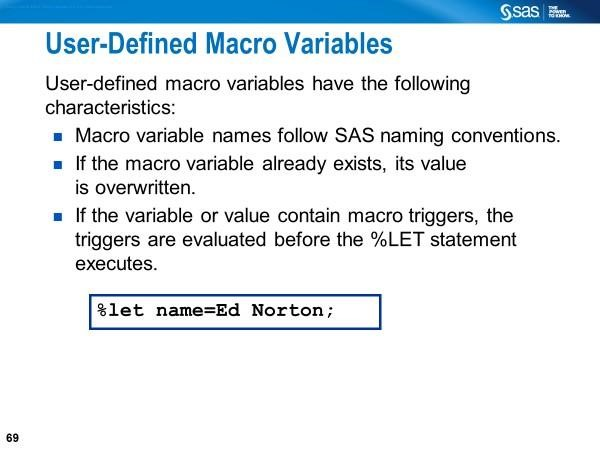 sas
THE
POWER
TO KNOW.
User-Defined Macro Variables
User-defined macro variables have the following
characteristics:
Macro variable names follow SAS naming conventions.
If the macro variable already exists, its value
is overwritten.
If the variable or value contain macro triggers, the
triggers are evaluated before the %LET statement
executes.
%let name=Ed Norton;
69